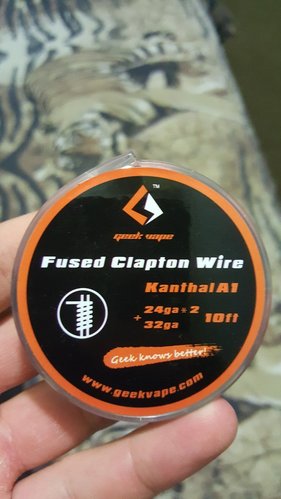 TM
geek vape
Fused Clapton Wire
Kanthal A1
24ga*2
+ 32ga
10ft
Geek knows better!
www.geekvape.com